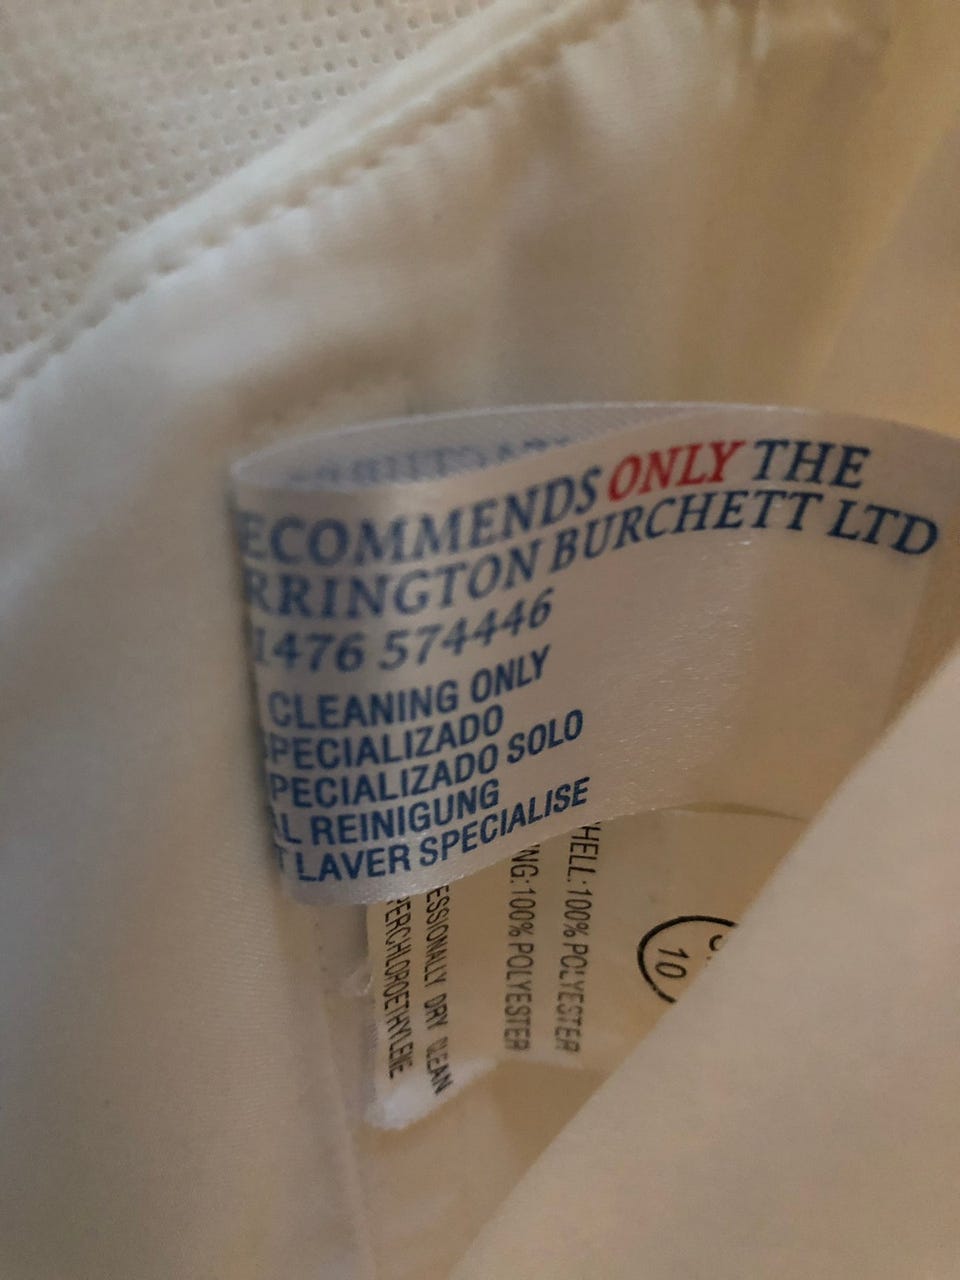 ECOMMENDS ONLY THE
RRINGTON BURCHETT LTD
1476 574446
CLEANING ONLY
PECIALIZADO
PECIALIZADO SOLO
L REINIGUNG
T LAVER SPECIALISE
HELL: 100% POLYESTER
NG: 100% POLYESTER
ESSIONALLY DRY CLEAN
PERCHLOROETHYLENE
10